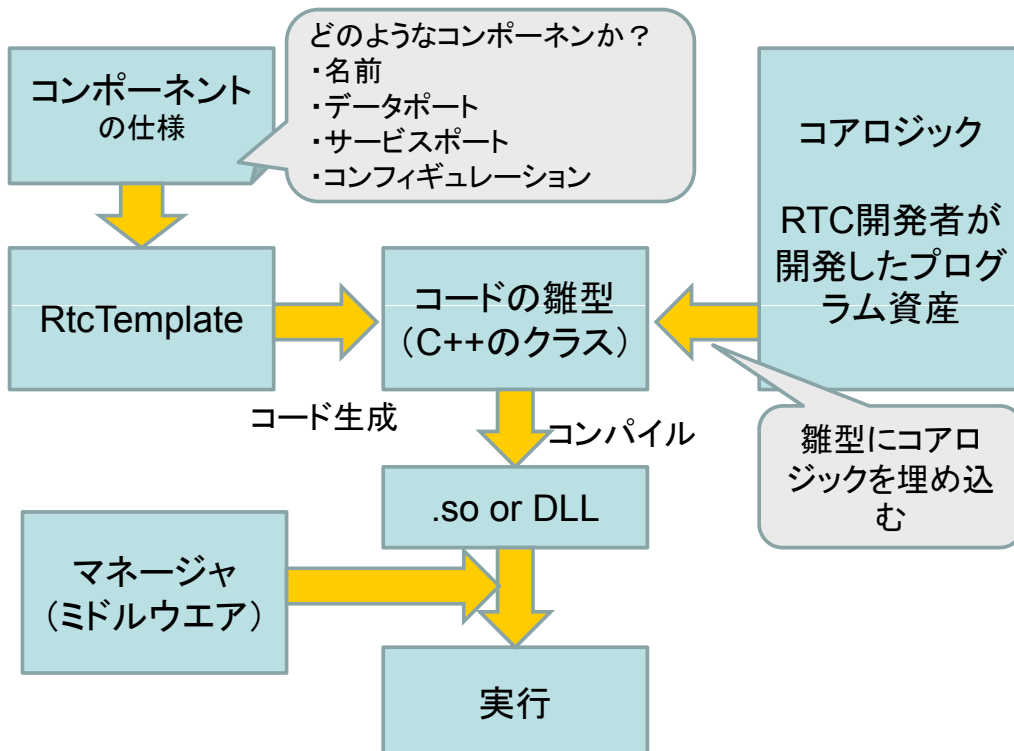 コンポーネント
の仕様
どのようなコンポーネンか？
・名前
・データポート
・サービスポート
・コンフィギュレーション
コアロジック
RTC開発者が
開発したプログ
ラム資産
RtcTemplate
コードの雛型
（C++のクラス）
コード生成
コンパイル
雛型にコアロ
ジックを埋め込
む
.so or DLL
マネージャ
（ミドルウエア）
実行